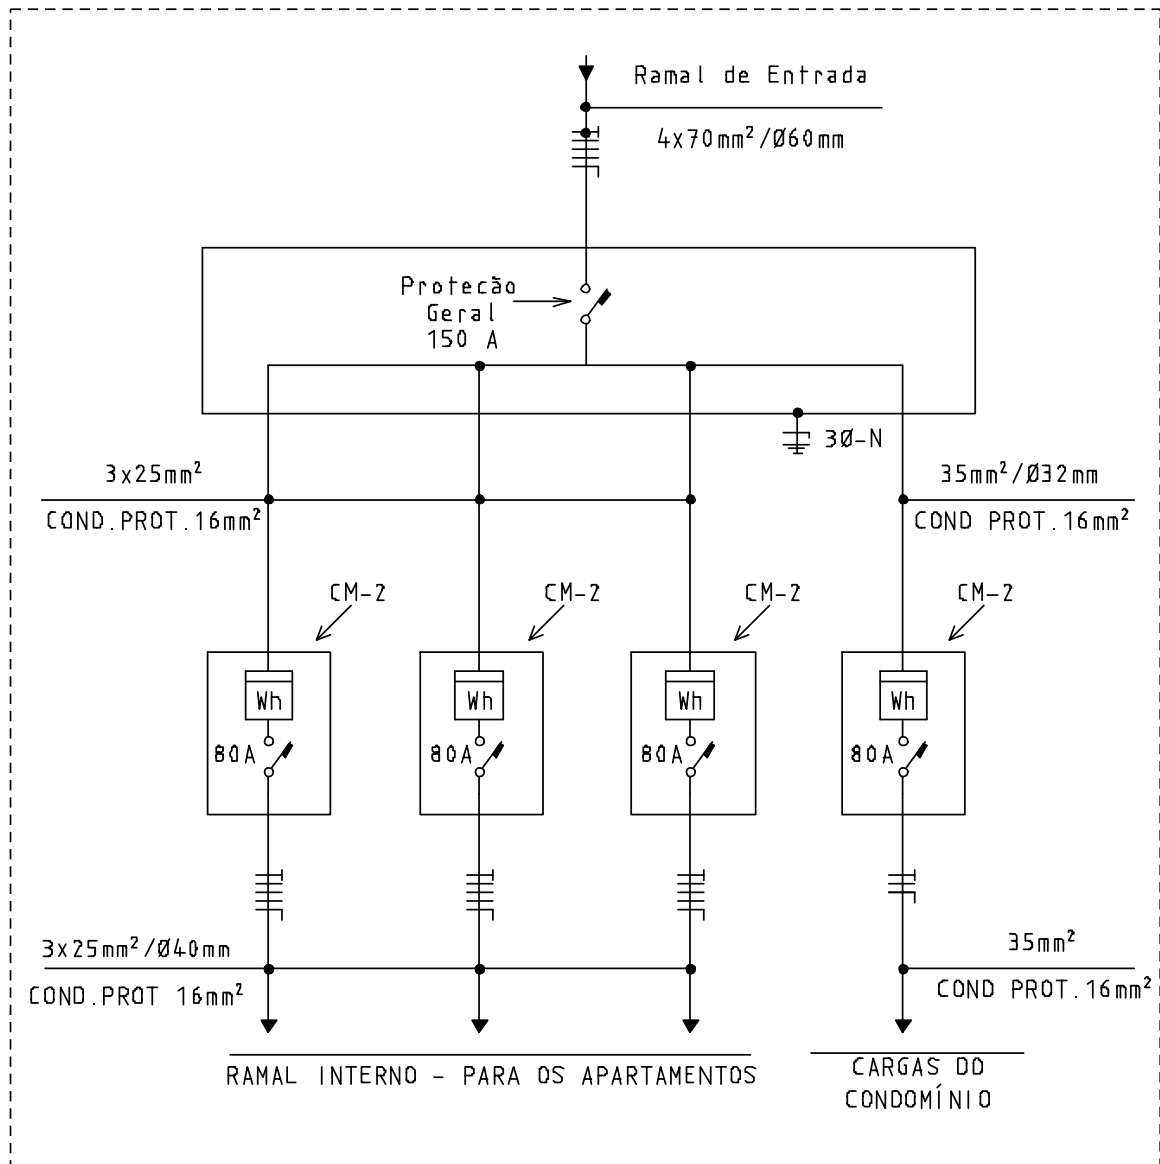 Ramal de Entrada
4x70mm²/Ø60mm
Protecão
Geral
150 A
3Ø-N
3x25mm²
COND.PROT.16mm²
35mm²/Ø32mm
COND PROT.16mm²
CM-2
CM-2
CM-2
CM-2
Wh
Wh
Wh
Wh
80A
80A
80A
80A
3x25mm²/Ø40mm
COND.PROT 16mm²
35mm²
COND PROT.16mm²
RAMAL INTERNO - PARA OS APARTAMENTOS
CARGAS DO
CONDOMÍNIO